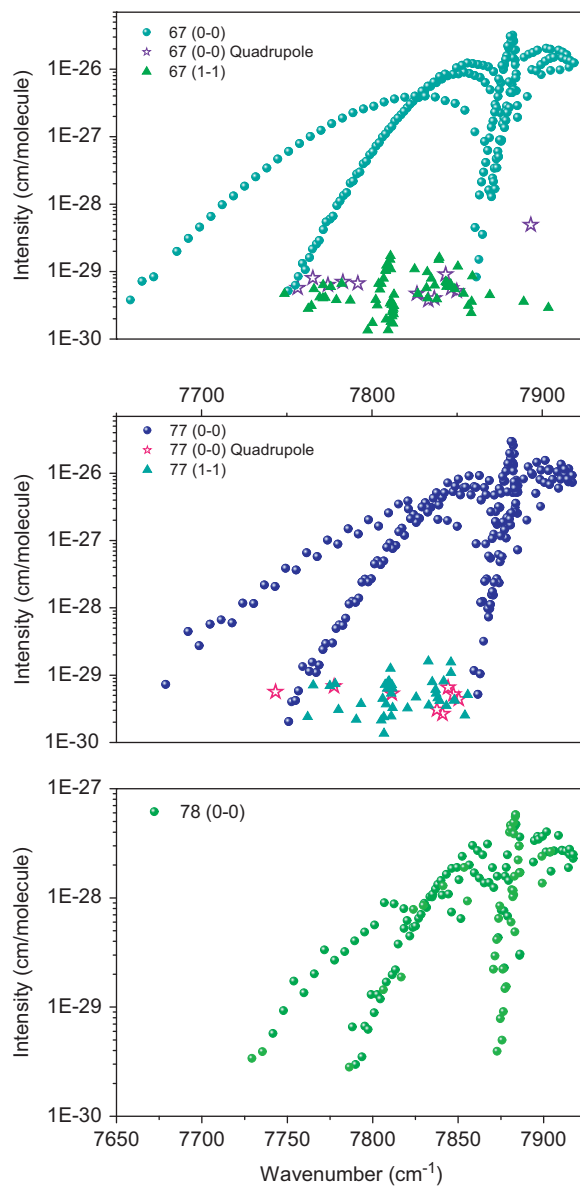 67 (0-0)
67 (0-0) Quadrupole
67 (1-1)
1E-26
1E-27
1E-28
1E-29
1E-30
Intensity (cm/molecule)
7700
7800
7900
77 (0-0)
77 (0-0) Quadrupole
77 (1-1)
1E-26
1E-27
1E-28
1E-29
1E-30
Intensity (cm/molecule)
78 (0-0)
1E-27
1E-28
1E-29
1E-30
Intensity (cm/molecule)
7650
7700
7750
7800
7850
7900
Wavenumber (cm⁻¹)